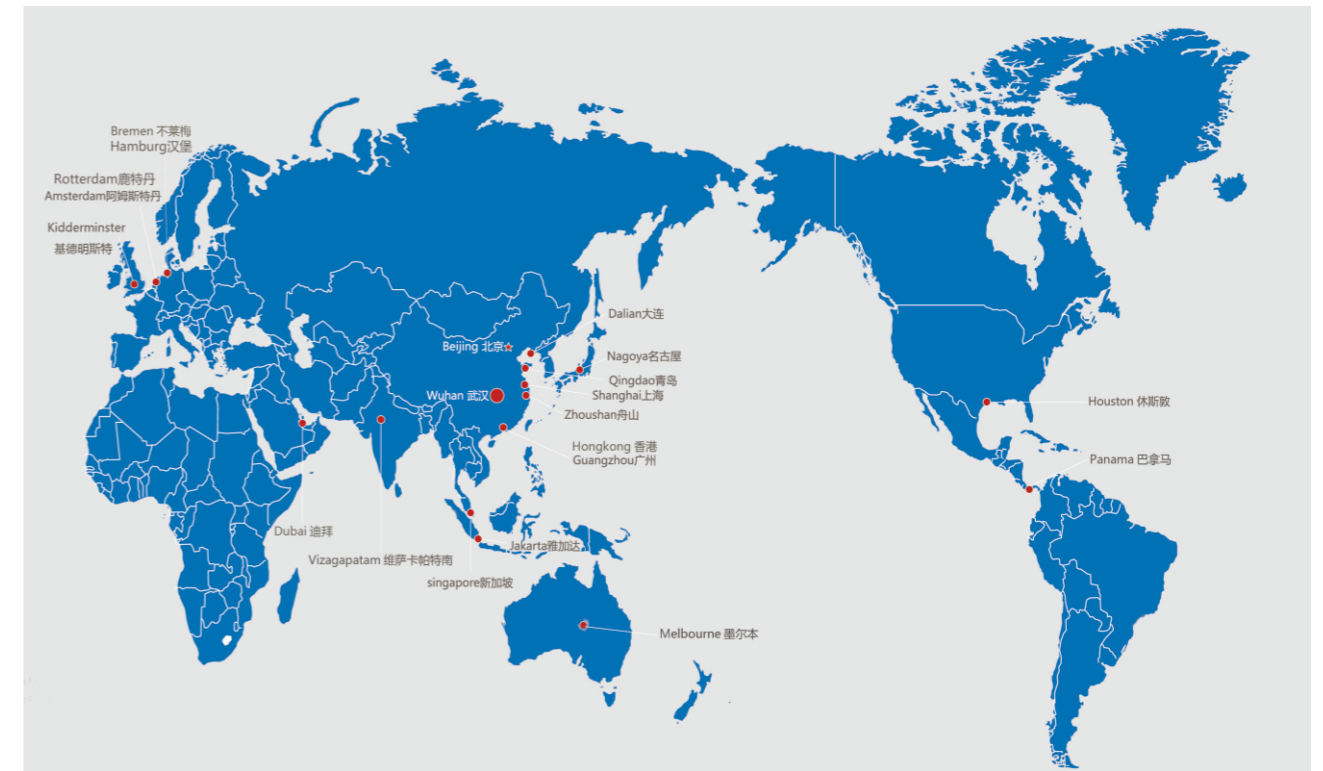 Bremen 不莱梅
Hamburg汉堡
Rotterdam鹿特丹
Amsterdam阿姆斯特丹
Kidderminster
基德明斯特
Dalian大连
Beijing 北京
Nagoya名古屋
Qingdao青岛
Wuhan 武汉
Shanghai上海
Zhoushan舟山
Houston 休斯敦
Hongkong 香港
Guangzhou广州
Panama 巴拿马
Dubai 迪拜
Jakarta雅加达
Vizagapatam 维萨卡帕特南
singapore新加坡
Melbourne 墨尔本